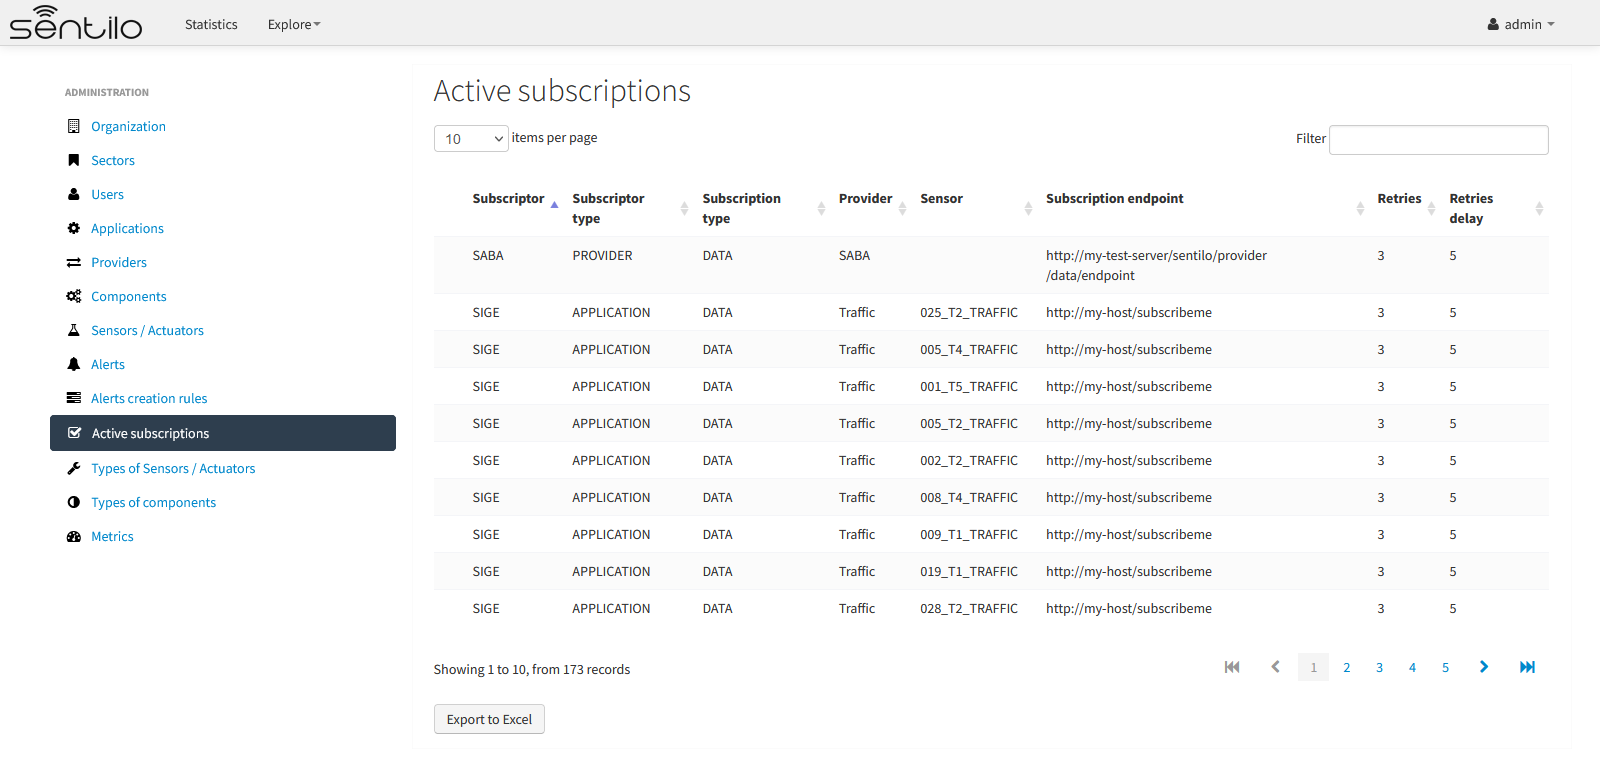 sentilo
Statistics
Explore
admin
ADMINISTRATION
Organization
Sectors
Users
Applications
Providers
Components
Sensors / Actuators
Alerts
Alerts creation rules
Active subscriptions
Types of Sensors / Actuators
Types of components
Metrics
Active subscriptions
10 items per page
Filter
Subscriptor Subscriptor type Subscription type Provider Sensor Subscription endpoint Retries Retries delay
SABA PROVIDER DATA SABA http://my-test-server/sentilo/provider 3 5
/data/endpoint
SIGE APPLICATION DATA Traffic 025_T2_TRAFFIC http://my-host/subscribeme 3 5
SIGE APPLICATION DATA Traffic 005_T4_TRAFFIC http://my-host/subscribeme 3 5
SIGE APPLICATION DATA Traffic 001_T5_TRAFFIC http://my-host/subscribeme 3 5
SIGE APPLICATION DATA Traffic 005_T2_TRAFFIC http://my-host/subscribeme 3 5
SIGE APPLICATION DATA Traffic 002_T2_TRAFFIC http://my-host/subscribeme 3 5
SIGE APPLICATION DATA Traffic 008_T4_TRAFFIC http://my-host/subscribeme 3 5
SIGE APPLICATION DATA Traffic 009_T1_TRAFFIC http://my-host/subscribeme 3 5
SIGE APPLICATION DATA Traffic 019_T1_TRAFFIC http://my-host/subscribeme 3 5
SIGE APPLICATION DATA Traffic 028_T2_TRAFFIC http://my-host/subscribeme 3 5
Showing 1 to 10, from 173 records
1 2 3 4 5
Export to Excel